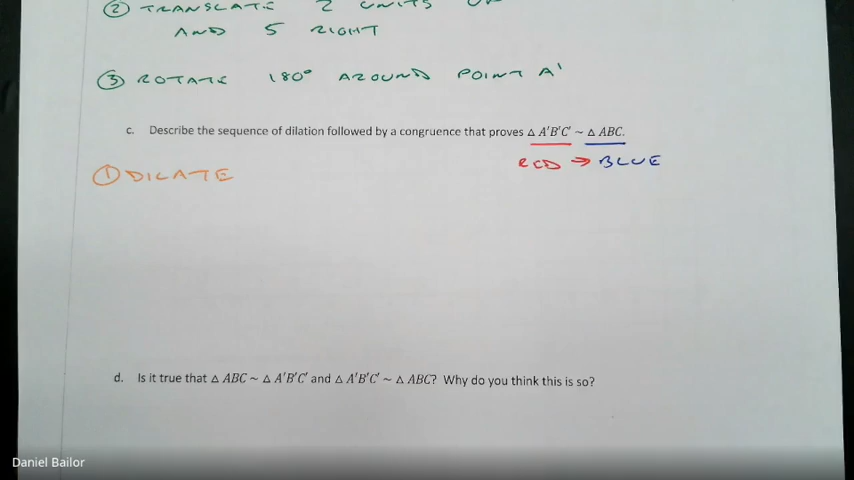 ② TRANSLATE 2 UNITS UP
AND 5 RIGHT
③ ROTATE 180° AROUND POINT A'
c. Describe the sequence of dilation followed by a congruence that proves △ A′B′C′ ~ △ ABC.
① DILATE
RED → BLUE
d. Is it true that △ ABC ~ △ A′B′C′ and △ A′B′C′ ~ △ ABC? Why do you think this is so?
Daniel Bailor